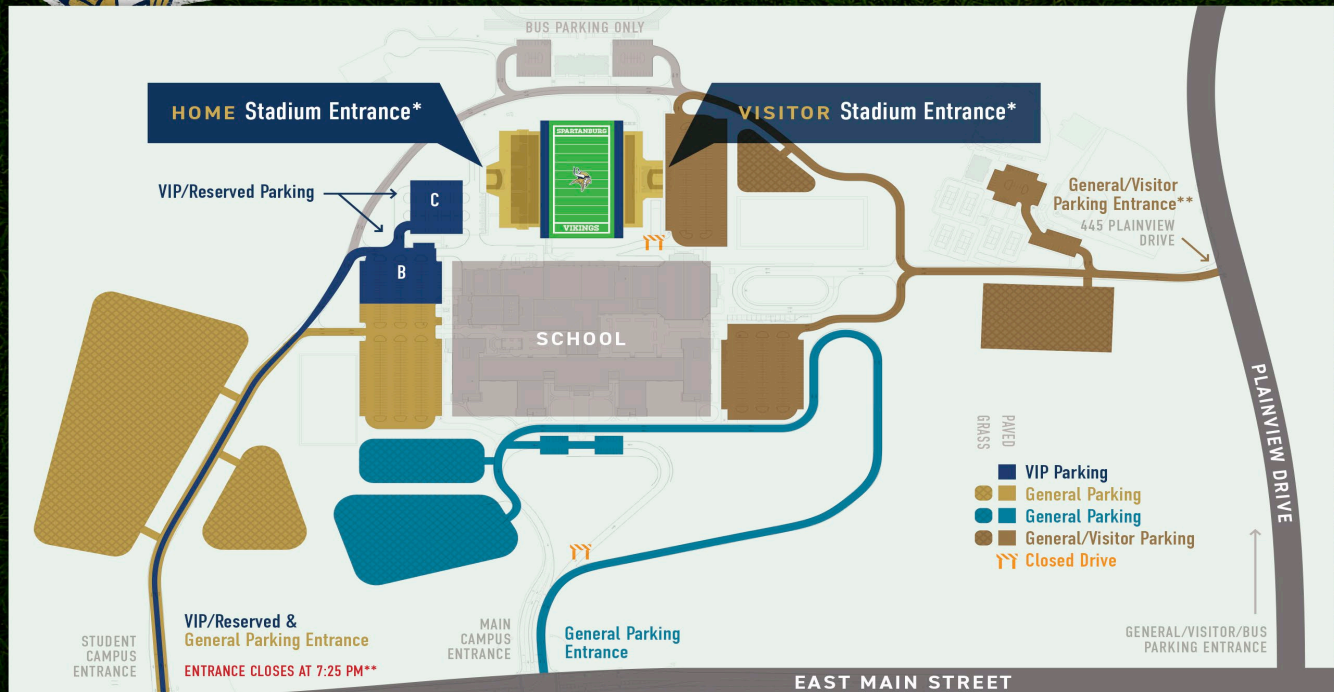 BUS PARKING ONLY
HOME Stadium Entrance*
VISITOR Stadium Entrance*
SPARTANBURG
VIKINGS
VIP/Reserved Parking
C
B
General/Visitor
Parking Entrance**
445 PLAINVIEW
DRIVE
SCHOOL
PLAINVIEW DRIVE
GRASS
PAVED
VIP Parking
General Parking
General Parking
General/Visitor Parking
Closed Drive
VIP/Reserved &
General Parking Entrance
ENTRANCE CLOSES AT 7:25 PM**
STUDENT
CAMPUS
ENTRANCE
MAIN
CAMPUS
ENTRANCE
General Parking
Entrance
GENERAL/VISITOR/BUS
PARKING ENTRANCE
EAST MAIN STREET